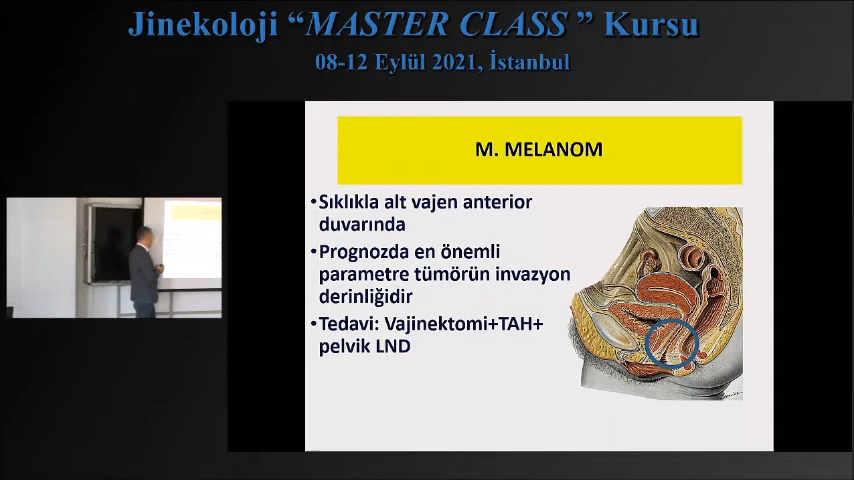 Jinekoloji “MASTER CLASS ” Kursu
08-12 Eylül 2021, İstanbul
M. MELANOM
•Sıklıkla alt vajen anterior
duvarında
•Prognozda en önemli
parametre tümörün invazyon
derinliğidir
•Tedavi: Vajinektomi+TAH+
pelvik LND